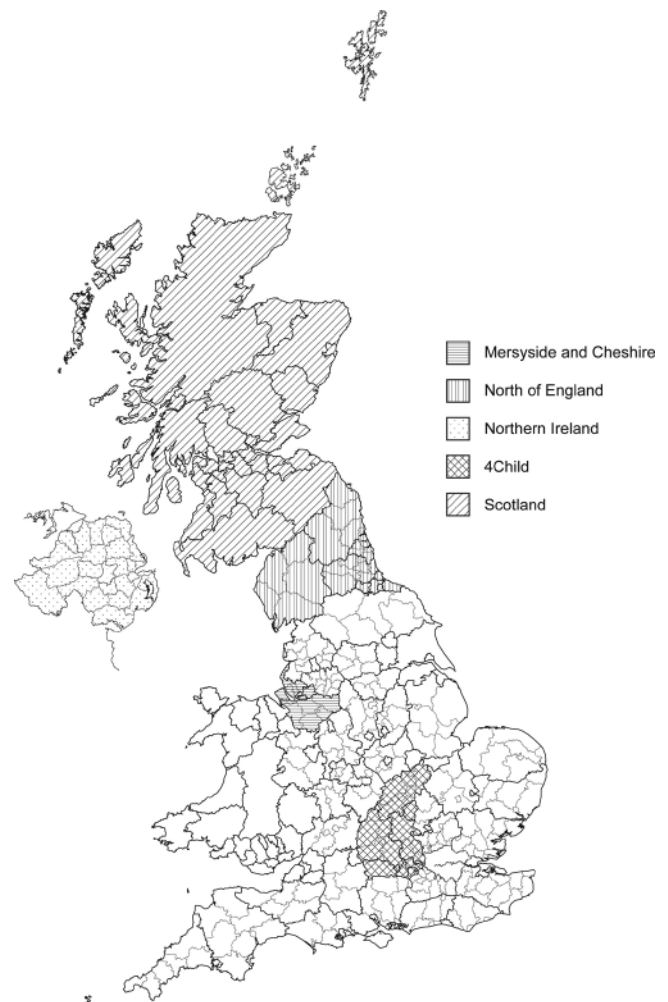 Mersyside and Cheshire
North of England
Northern Ireland
4Child
Scotland